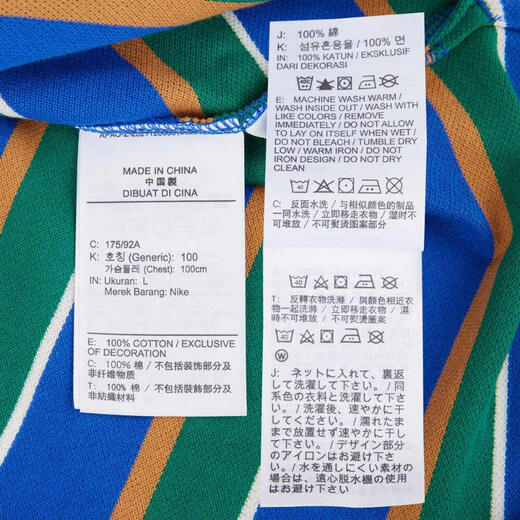 MADE IN CHINA
中国製
DIBUAT DI CINA
C: 175/92A
K: 호칭 (Generic): 100
가슴둘레 (Chest): 100cm
IN: Ukuran: L
Merek Barang: Nike
E: 100% COTTON / EXCLUSIVE
OF DECORATION
C: 100% 棉 / 不包括装饰部分及
非纤维物质
T: 100% 棉 / 不包括裝飾部分及
非紡織材料
J: 100% 綿
K: 섬유혼용율 / 100% 면
IN: 100% KATUN / EKSKLUSIF
DARI DEKORASI
E: MACHINE WASH WARM /
WASH INSIDE OUT / WASH WITH
LIKE COLORS / REMOVE
IMMEDIATELY / DO NOT ALLOW
TO LAY ON ITSELF WHEN WET /
DO NOT BLEACH / TUMBLE DRY
LOW / WARM IRON / DO NOT
IRON DESIGN / DO NOT DRY
CLEAN
C: 反面水洗 / 与相似颜色的制品
一同水洗 / 立即移走衣物 / 湿时不
可堆放 / 不可熨烫图案部分
T: 反轉衣物洗滌 / 與顏色相近衣
物一起洗滌 / 立即移走衣物 / 濕
時不可堆放 / 不可熨燙圖案
J: ネットに入れて、裏返
して洗濯して下さい。/ 同
系色の衣料と洗濯して下さ
い。/ 洗濯後、速やかに干
して下さい。/ 濡れたまま
まで放置せず速やかに干し
て下さい。/ デザイン部分
のアイロンはお避け下さ
い。/ 水を通しにくい素材の
場合は、遠心脱水機の使用
はお避け下さい。